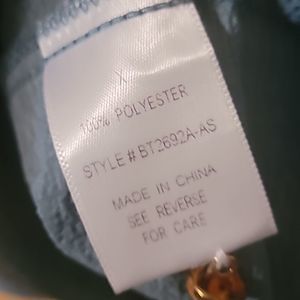 X
100% POLYESTER
STYLE# BT2692A-AS
MADE IN CHINA
SEE REVERSE
FOR CARE